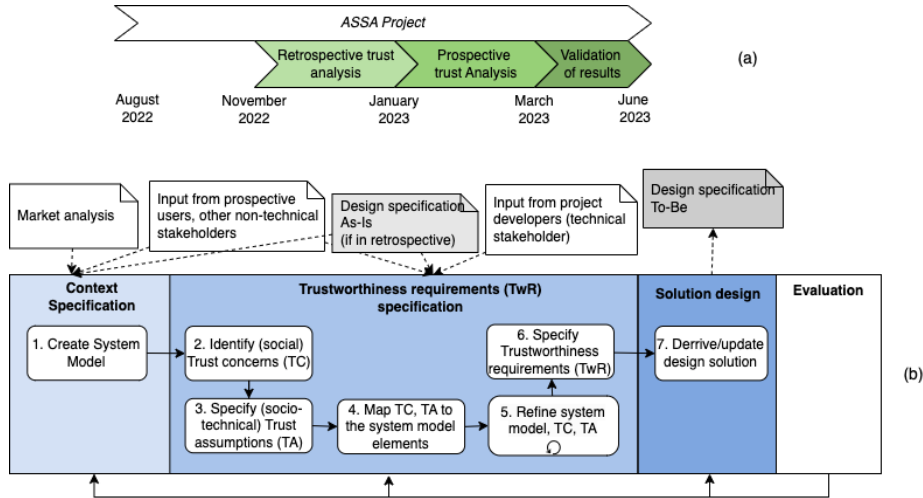 ASSA Project
Retrospective trust
analysis
Prospective
trust Analysis
Validation
of results
(a)
August
2022
November
2022
January
2023
March
2023
June
2023
Market analysis
Input from prospective
users, other non-technical
stakeholders
Design specification
As-Is
(if in retrospective)
Input from project
developers (technical
stakeholder)
Design specification
To-Be
Context
Specification
Trustworthiness requirements (TwR)
specification
Solution design
Evaluation
1. Create System
Model
2. Identify (social)
Trust concerns (TC)
3. Specify (socio-
technical) Trust
assumptions (TA)
4. Map TC, TA to
the system model
elements
5. Refine system
model, TC, TA
6. Specify
Trustworthiness
requirements (TwR)
7. Derrive/update
design solution
(b)